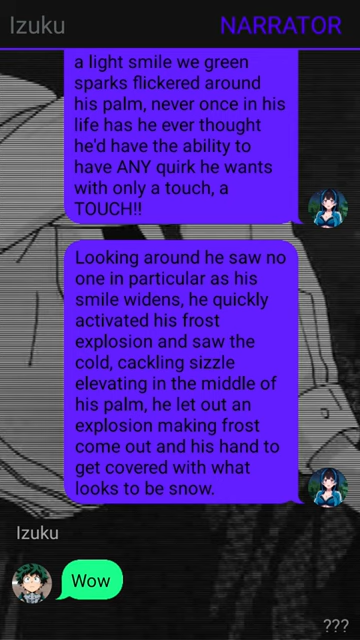 Izuku NARRATOR
a light smile we green
sparks flickered around
his palm, never once in his
life has he ever thought
he'd have the ability to
have ANY quirk he wants
with only a touch, a
TOUCH!!
Looking around he saw no
one in particular as his
smile widens, he quickly
activated his frost
explosion and saw the
cold, cackling sizzle
elevating in the middle of
his palm, he let out an
explosion making frost
come out and his hand to
get covered with what
looks to be snow.
Izuku
Wow
???